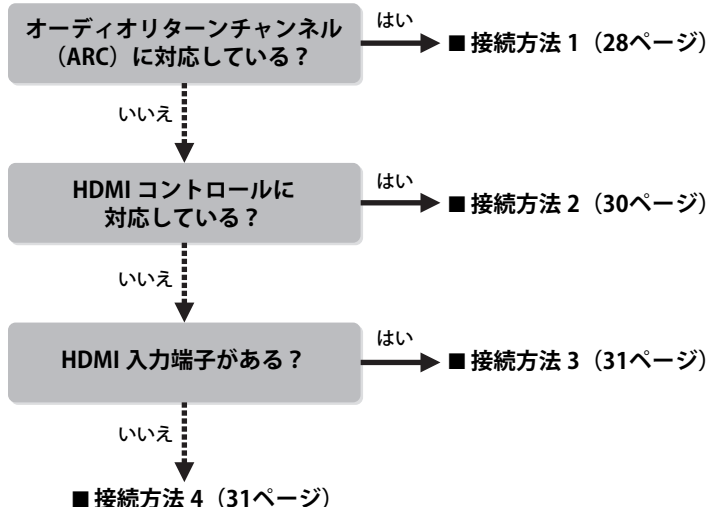 オーディオリターンチャンネル
（ARC）に対応している？
はい
■ 接続方法 1（28ページ）
いいえ
HDMI コントロールに
対応している？
はい
■ 接続方法 2（30ページ）
いいえ
HDMI 入力端子がある？
はい
■ 接続方法 3（31ページ）
いいえ
■ 接続方法 4（31ページ）